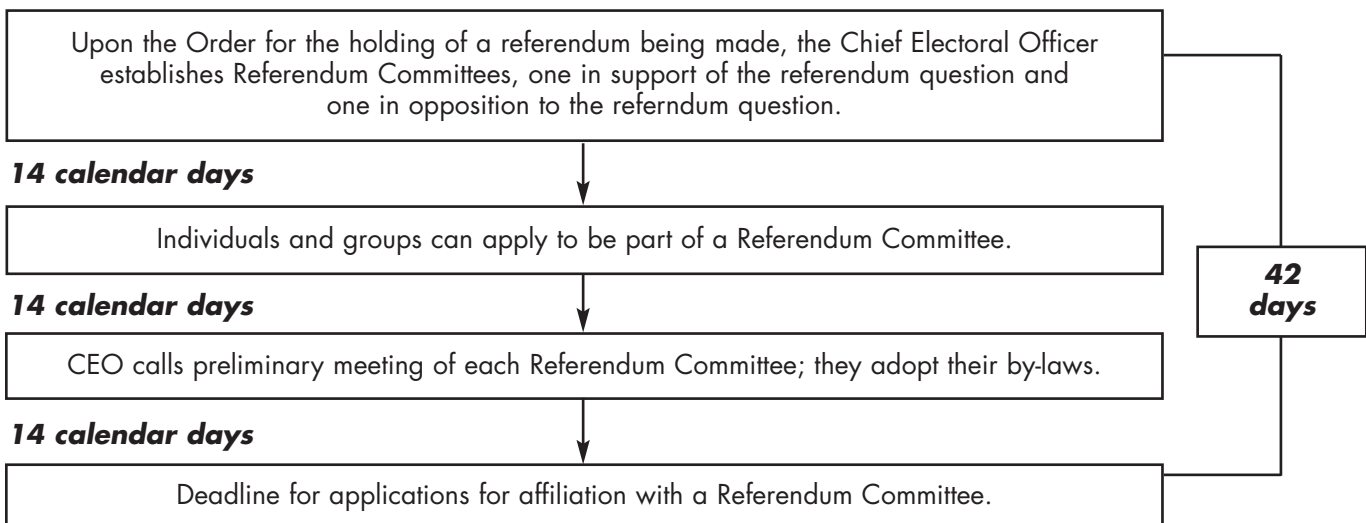 Upon the Order for the holding of a referendum being made, the Chief Electoral Officer
establishes Referendum Committees, one in support of the referendum question and
one in opposition to the referndum question.
14 calendar days
Individuals and groups can apply to be part of a Referendum Committee.
14 calendar days
42
days
CEO calls preliminary meeting of each Referendum Committee; they adopt their by-laws.
14 calendar days
Deadline for applications for affiliation with a Referendum Committee.